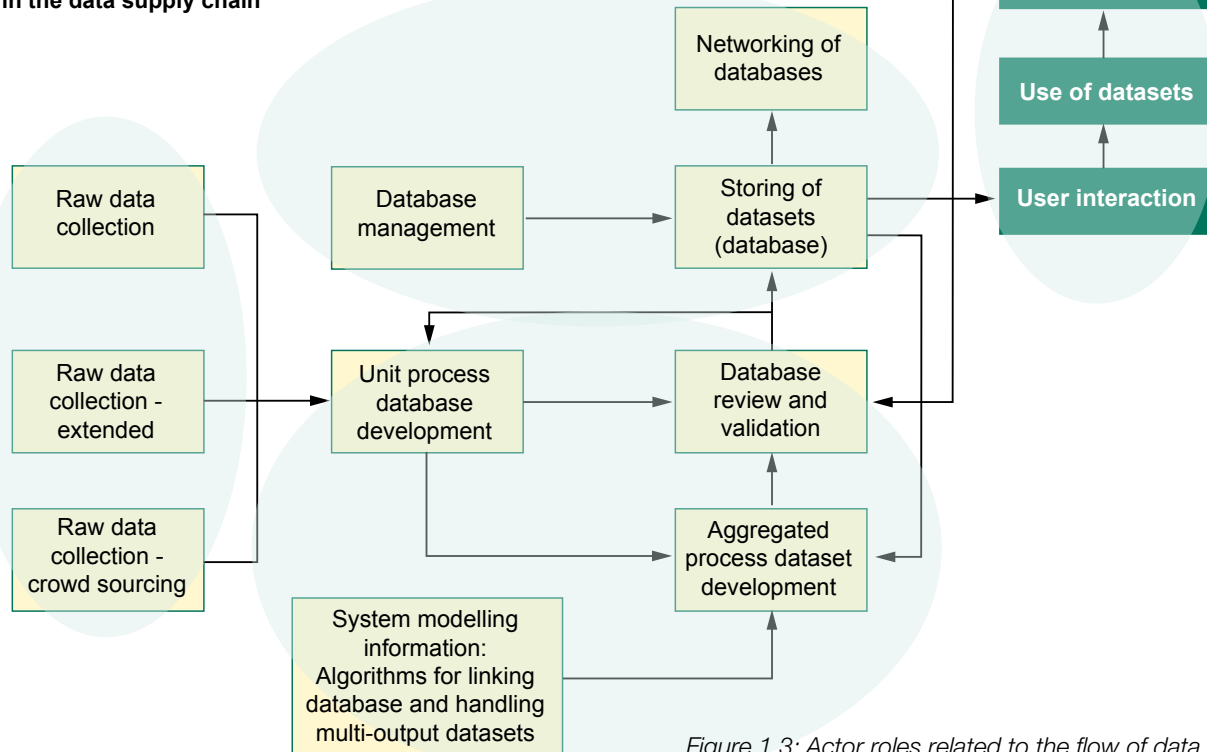 in the data supply chain
Networking of
databases
Use of datasets
Raw data
collection
Database
management
Storing of
datasets
(database)
User interaction
Raw data
collection -
extended
Unit process
database
development
Database
review and
validation
Raw data
collection -
crowd sourcing
Aggregated
process dataset
development
System modelling
information:
Algorithms for linking
database and handling
multi-output datasets
Figure 1.3: Actor roles related to the flow of data